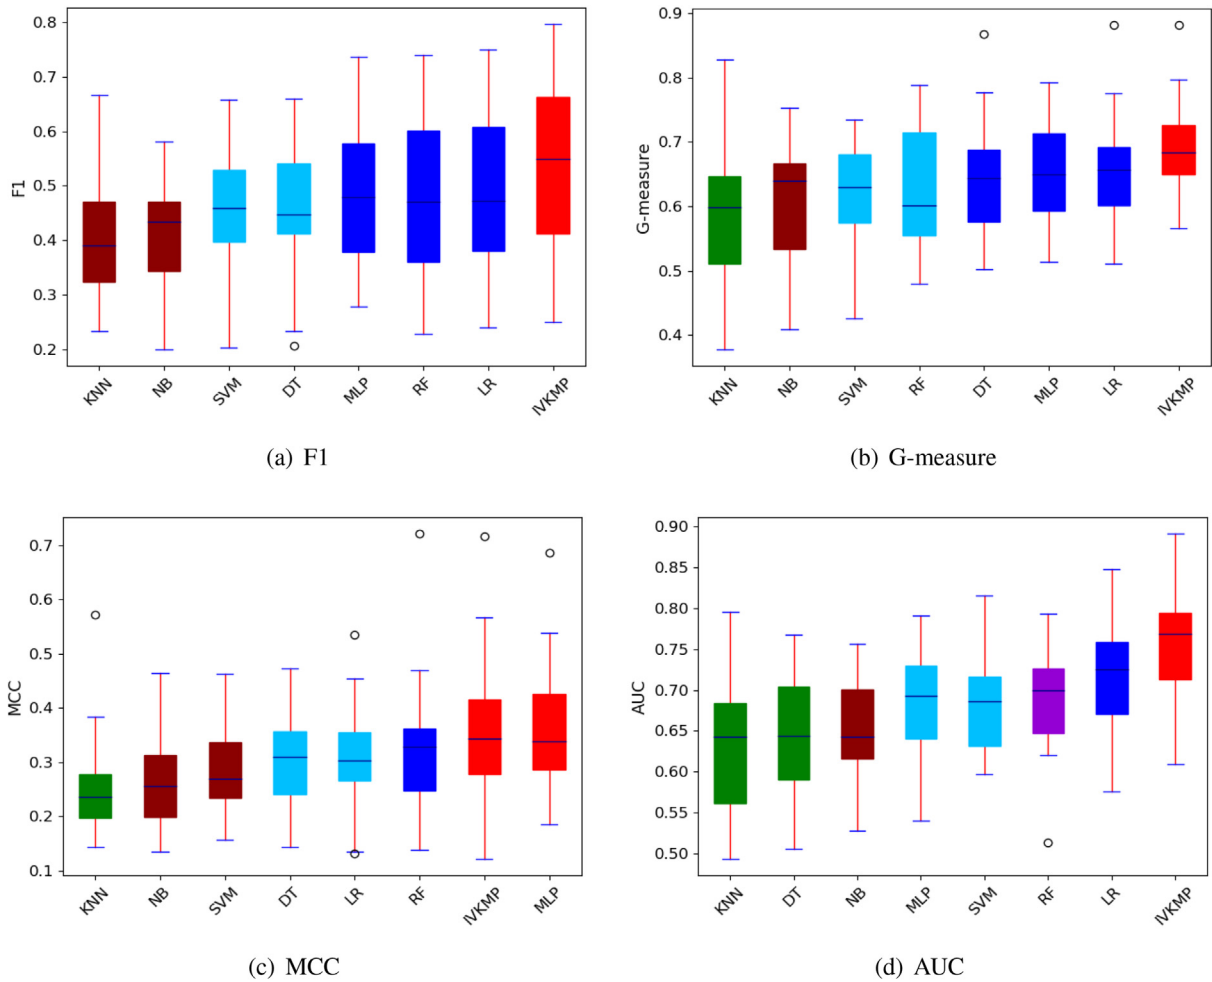 F1
0.8
0.7
0.6
0.5
0.4
0.3
0.2
KNN NB SVM DT MLP RF LR IVKMP
(a) F1
G-measure
0.9
0.8
0.7
0.6
0.5
0.4
KNN NB SVM RF DT MLP LR IVKMP
(b) G-measure
MCC
0.7
0.6
0.5
0.4
0.3
0.2
0.1
KNN NB SVM DT LR RF IVKMP MLP
(c) MCC
AUC
0.90
0.85
0.80
0.75
0.70
0.65
0.60
0.55
0.50
KNN DT NB MLP SVM RF LR IVKMP
(d) AUC